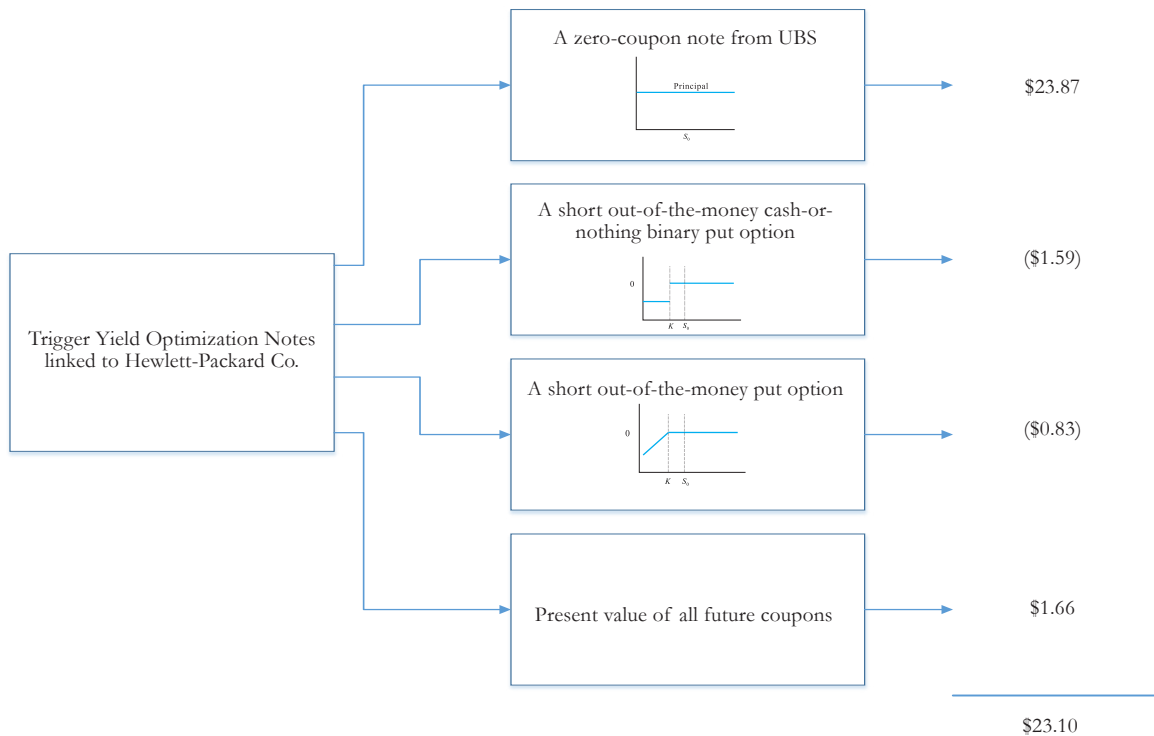 A zero-coupon note from UBS
Principal
S₀
$23.87
A short out-of-the-money cash-or-
nothing binary put option
0
K S₀
($1.59)
Trigger Yield Optimization Notes
linked to Hewlett-Packard Co.
A short out-of-the-money put option
0
K S₀
($0.83)
Present value of all future coupons
$1.66
$23.10